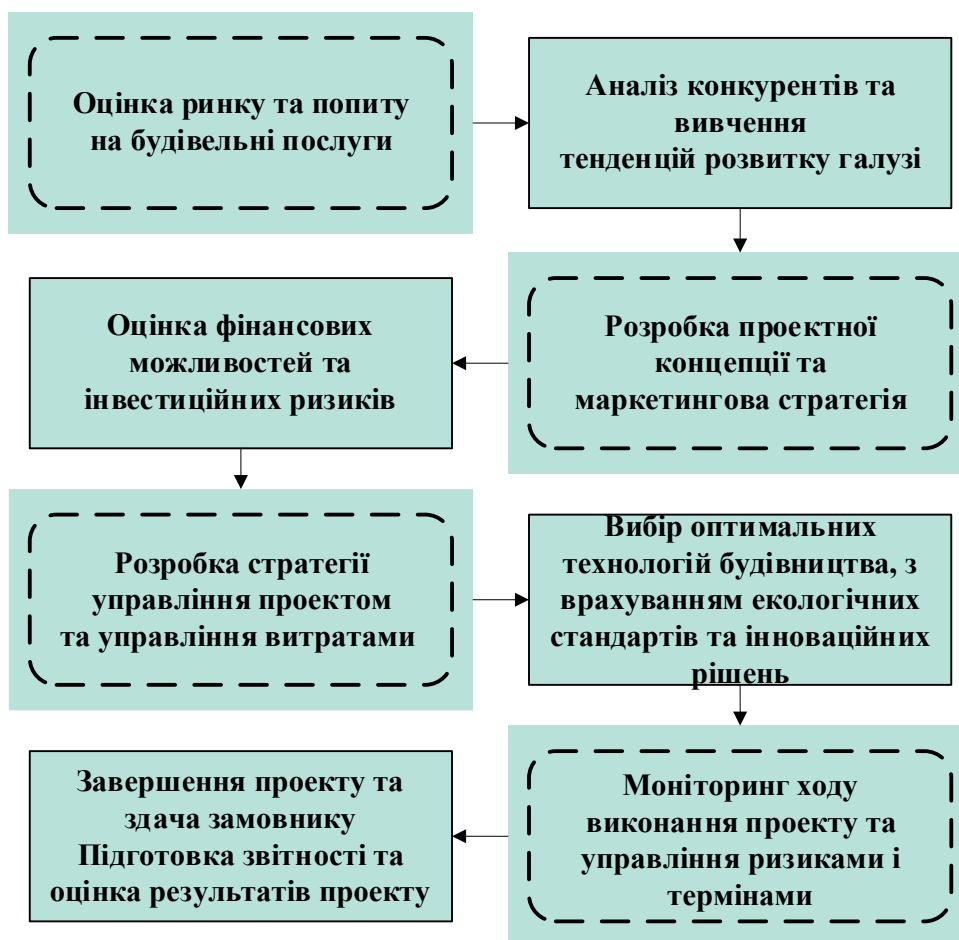 Оцінка ринку та попиту
на будівельні послуги
Аналіз конкурентів та
вивчення
тенденцій розвитку галузі
Розробка проектної
концепції та
маркетингова стратегія
Оцінка фінансових
можливостей та
інвестиційних ризиків
Розробка стратегії
управління проектом
та управління витратами
Вибір оптимальних
технологій будівництва, з
врахуванням екологічних
стандартів та інноваційних
рішень
Моніторинг ходу
виконання проекту та
управління ризиками і
термінами
Завершення проекту та
здача замовнику
Підготовка звітності та
оцінка результатів проекту